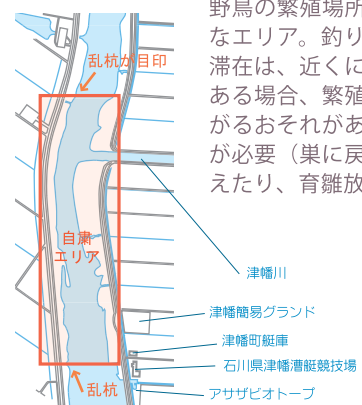 野鳥の繁殖場所
なエリア。釣り
滞在は、近くに
ある場合、繁殖
がるおそれがあ
が必要（巣に戻
えたり、育雛放
乱杭が目印
自粛
エリア
津幡川
津幡簡易グランド
津幡町艇庫
石川県津幡漕艇競技場
乱杭
アサザビオトープ